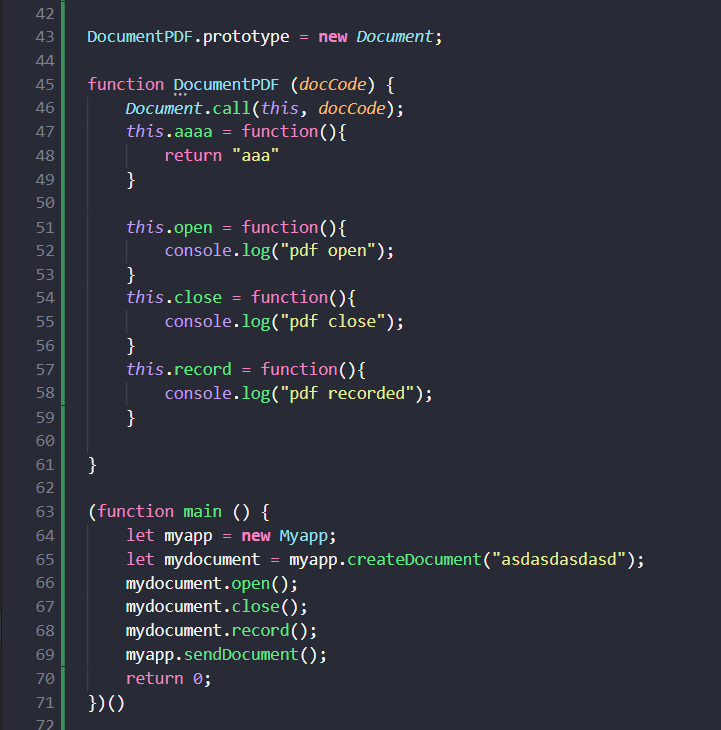 42
43 DocumentPDF.prototype = new Document;
44
45 function DocumentPDF (docCode) {
46     Document.call(this, docCode);
47     this.aaaa = function(){
48         return "aaa"
49     }
50
51     this.open = function(){
52         console.log("pdf open");
53     }
54     this.close = function(){
55         console.log("pdf close");
56     }
57     this.record = function(){
58         console.log("pdf recorded");
59     }
60
61 }
62
63 (function main () {
64     let myapp = new Myapp;
65     let mydocument = myapp.createDocument("asdasdasdasd");
66     mydocument.open();
67     mydocument.close();
68     mydocument.record();
69     myapp.sendDocument();
70     return 0;
71 })()
72